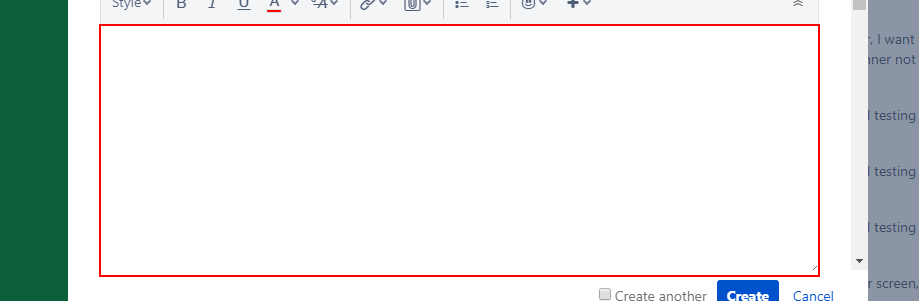 Style B I U A A
r, I want
nner not
l testing
l testing
l testing
r screen,
Create another Create Cancel